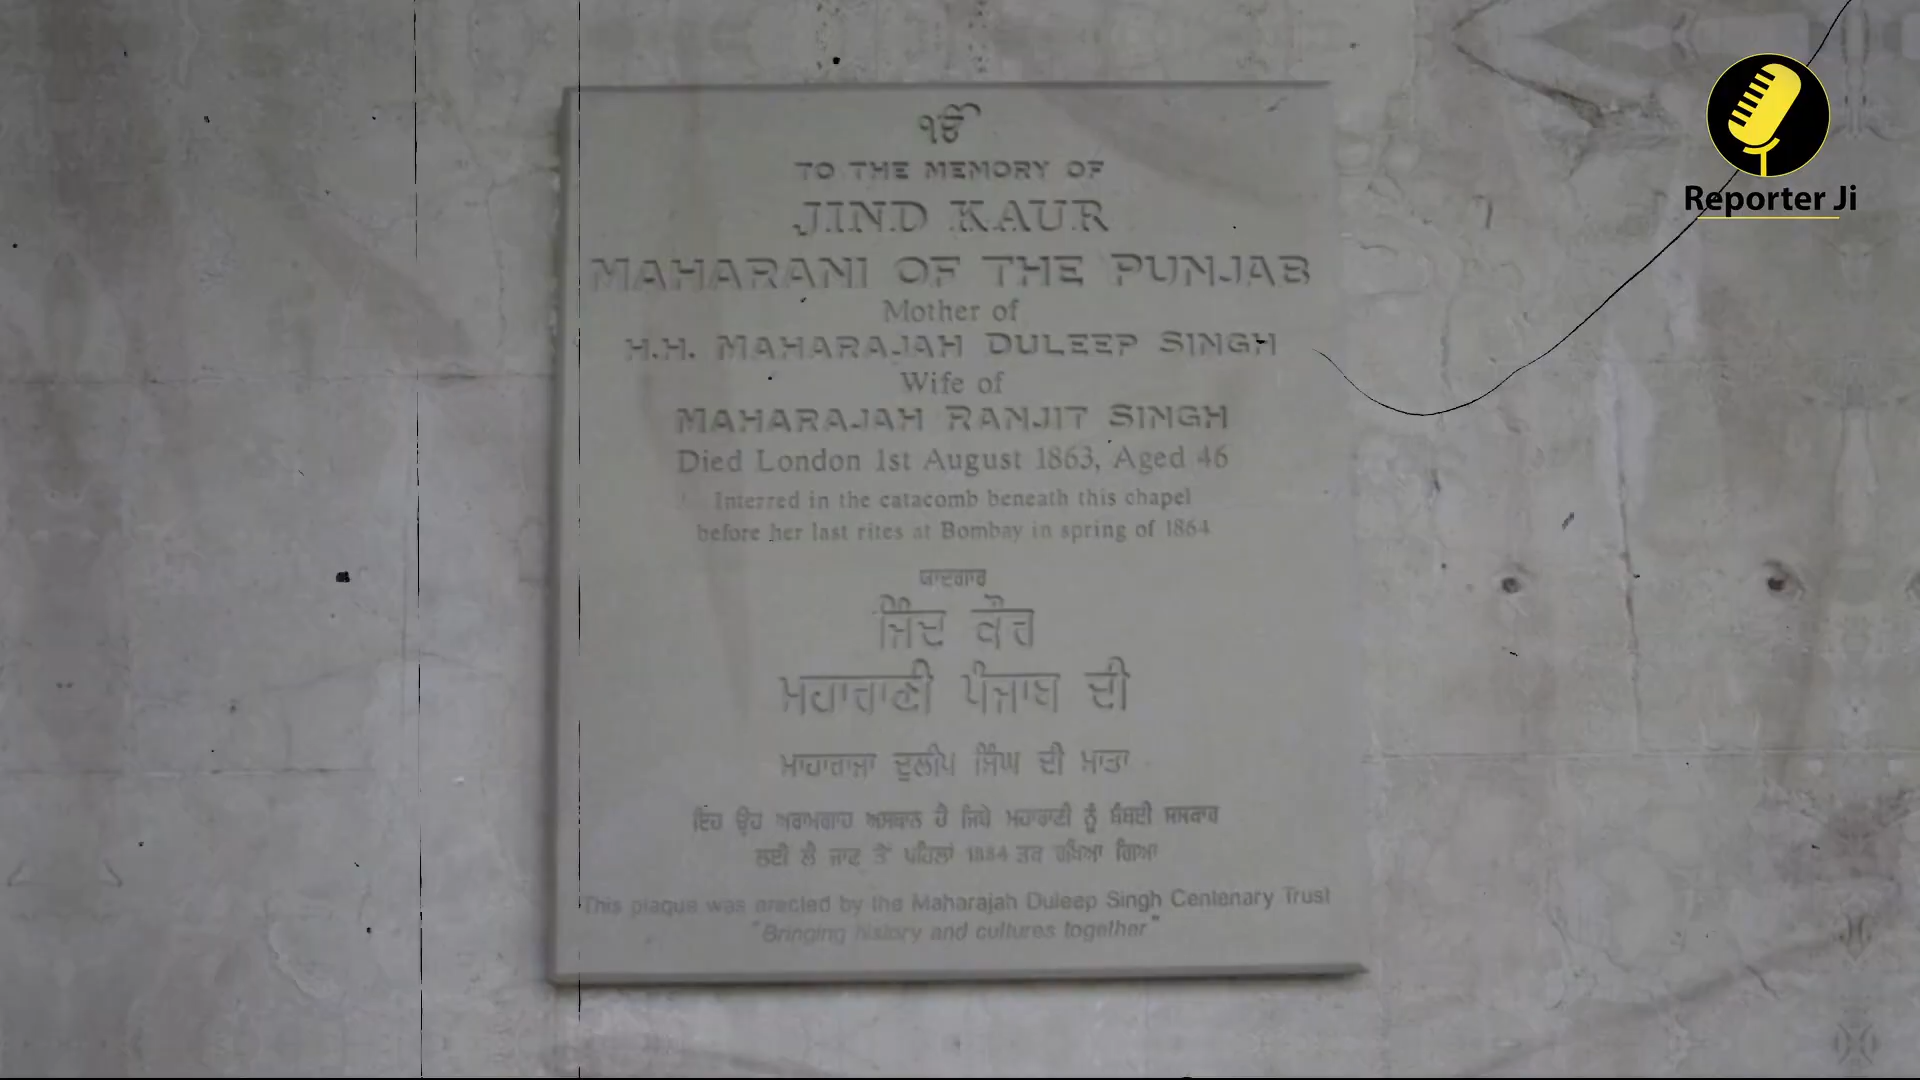 ੴ
TO THE MEMORY OF
JIND KAUR
MAHARANI OF THE PUNJAB
Mother of
H.H. MAHARAJAH DULEEP SINGH
Wife of
MAHARAJAH RANJIT SINGH
Died London 1st August 1863, Aged 46
Interred in the catacomb beneath this chapel
before her last rites at Bombay in spring of 1864
ਯਾਦਗਾਰ
ਜਿੰਦ ਕੌਰ
ਮਹਾਰਾਣੀ ਪੰਜਾਬ ਦੀ
ਮਾਹਾਰਾਜਾ ਦੁਲੀਪ ਸਿੰਘ ਦੀ ਮਾਤਾ
ਇਹ ਉਹ ਅਰਾਮਗਾਹ ਅਸਥਾਨ ਹੈ ਜਿਥੇ ਮਹਾਰਾਣੀ ਨੂੰ ਬੰਬਈ ਸਸਕਾਰ
ਲਈ ਲੈ ਜਾਣ ਤੋਂ ਪਹਿਲਾਂ 1864 ਤਕ ਰਖਿਆ ਗਿਆ
This plaque was erected by the Maharajah Duleep Singh Centenary Trust
"Bringing history and cultures together"
Reporter Ji